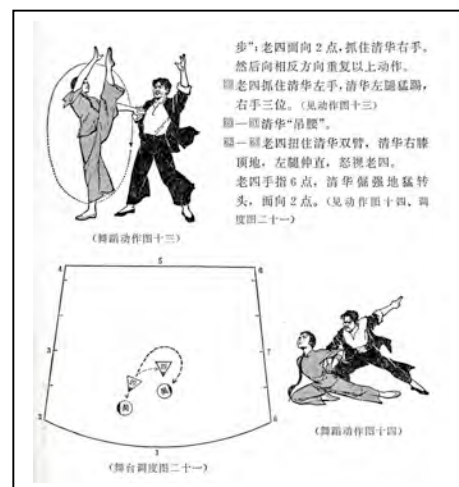 步”；老四面向2点，抓住清华右手。
然后向相反方向重复以上动作。
老四抓住清华左手，清华左腿猛踢，
右手三位。（见动作图十三）
—清华“吊腰”。
—老四扭住清华双臂，清华右膝
顶地，左腿伸直，怒视老四。
老四手指6点，清华倔强地猛转
头，面向2点。（见动作图十四、调
度图二十一）
（舞蹈动作图十三）
5
4
6
3
7
2
1
（舞台调度图二十一）
（舞蹈动作图十四）